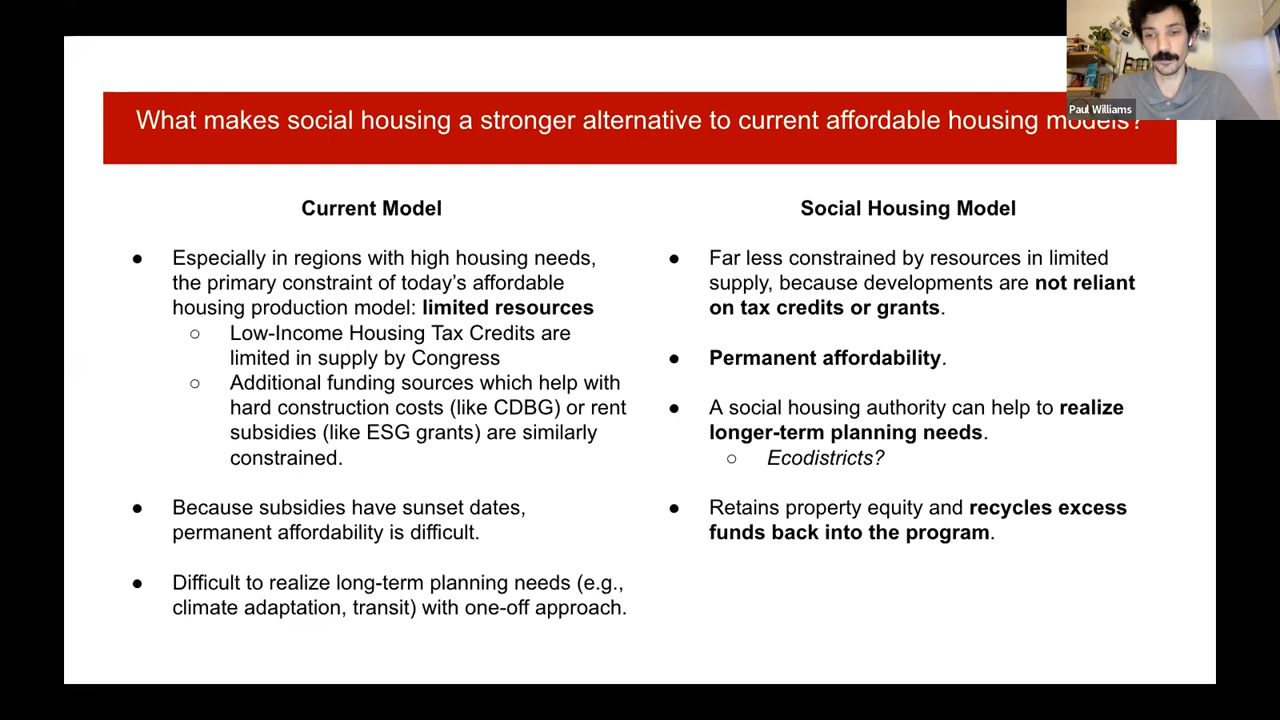 Paul Williams
What makes social housing a stronger alternative to current affordable housing models?
Current Model
● Especially in regions with high housing needs,
the primary constraint of today’s affordable
housing production model: limited resources
○ Low-Income Housing Tax Credits are
limited in supply by Congress
○ Additional funding sources which help with
hard construction costs (like CDBG) or rent
subsidies (like ESG grants) are similarly
constrained.
● Because subsidies have sunset dates,
permanent affordability is difficult.
● Difficult to realize long-term planning needs (e.g.,
climate adaptation, transit) with one-off approach.
Social Housing Model
● Far less constrained by resources in limited
supply, because developments are not reliant
on tax credits or grants.
● Permanent affordability.
● A social housing authority can help to realize
longer-term planning needs.
○ Ecodistricts?
● Retains property equity and recycles excess
funds back into the program.